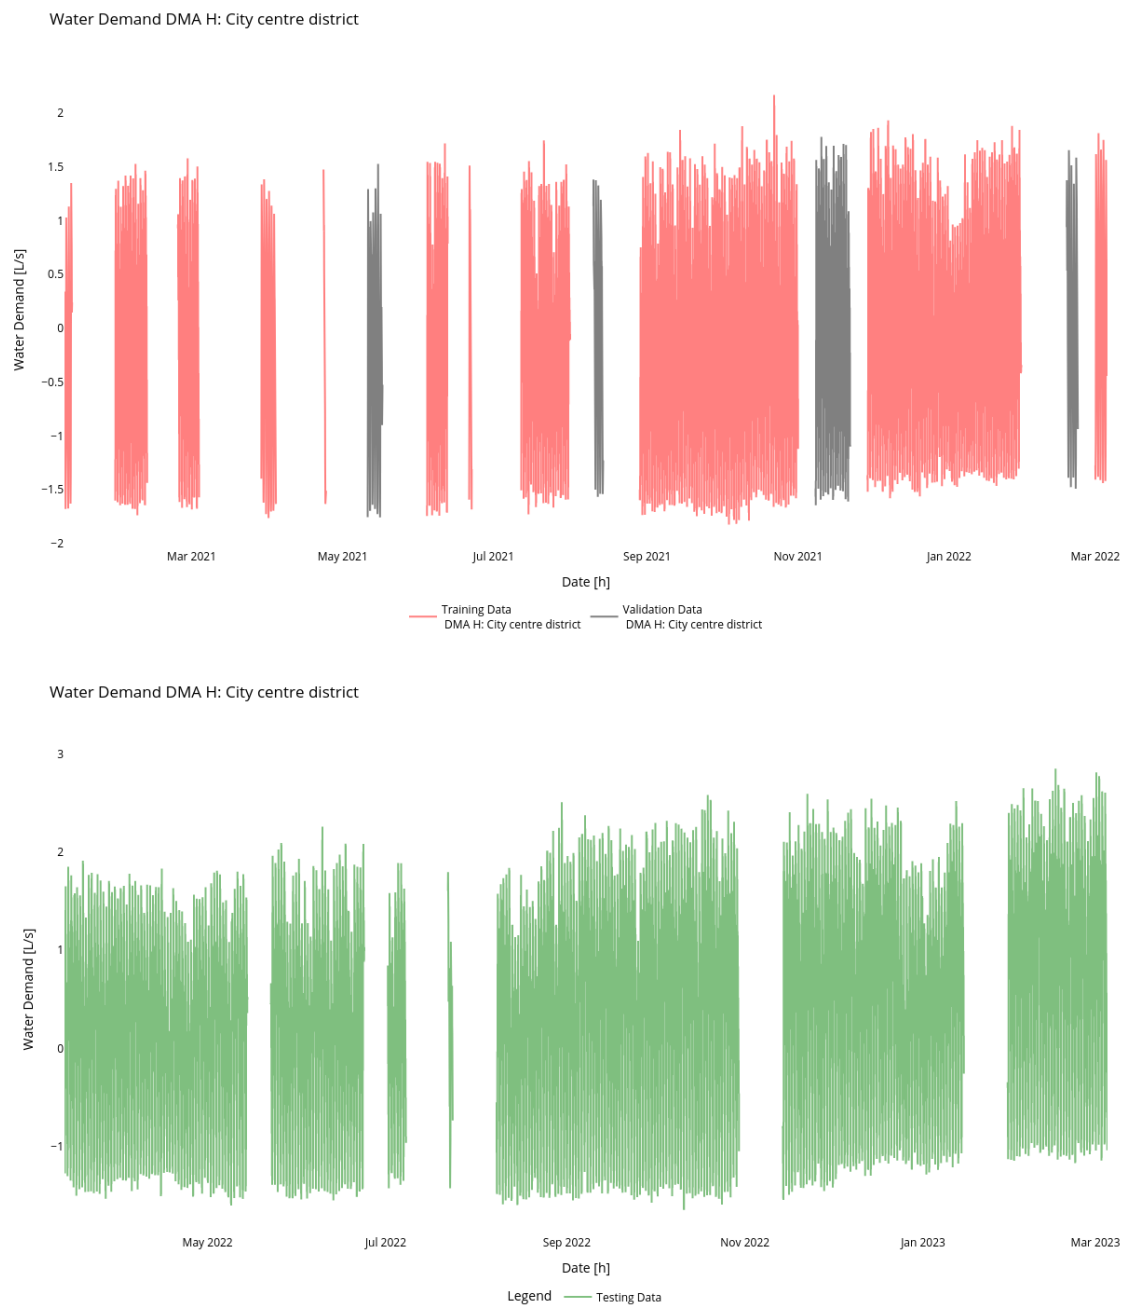 Water Demand DMA H: City centre district
2
1.5
1
0.5
0
−0.5
−1
−1.5
−2
Water Demand [L/s]
Mar 2021 May 2021 Jul 2021 Sep 2021 Nov 2021 Jan 2022 Mar 2022
Date [h]
Training Data Validation Data
DMA H: City centre district DMA H: City centre district
Water Demand DMA H: City centre district
3
2
1
0
−1
Water Demand [L/s]
May 2022 Jul 2022 Sep 2022 Nov 2022 Jan 2023 Mar 2023
Date [h]
Legend Testing Data